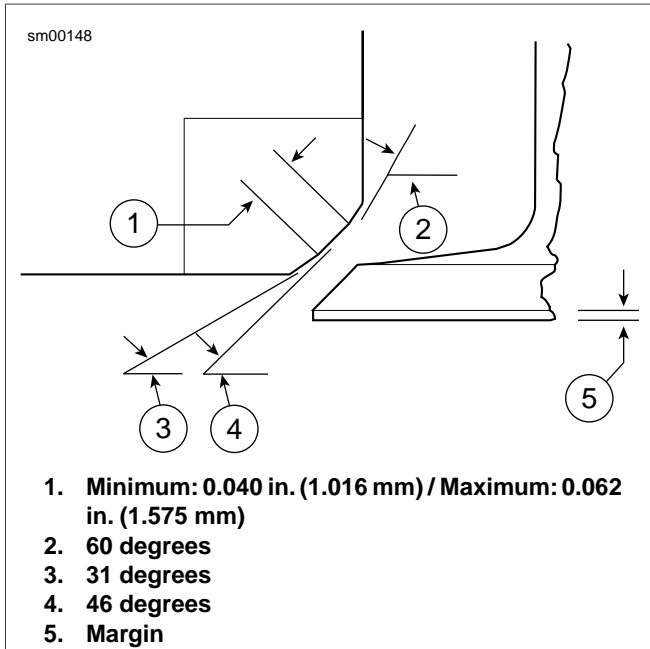 sm00148
1
2
3
4
5
1. Minimum: 0.040 in. (1.016 mm) / Maximum: 0.062
in. (1.575 mm)
2. 60 degrees
3. 31 degrees
4. 46 degrees
5. Margin